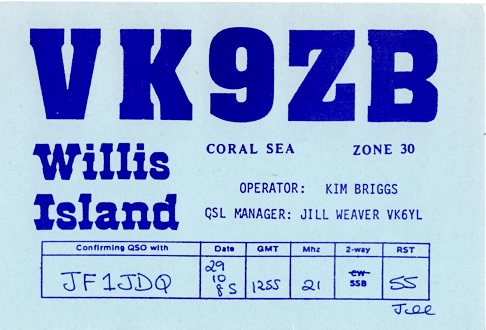 VK9ZB
Willis
Island
CORAL SEA ZONE 30
OPERATOR: KIM BRIGGS
QSL MANAGER: JILL WEAVER VK6YL
Confirming QSO with Date GMT Mhz 2-way RST
JF1JDQ 29 10 85 1255 21 CW SSB 55
Jill